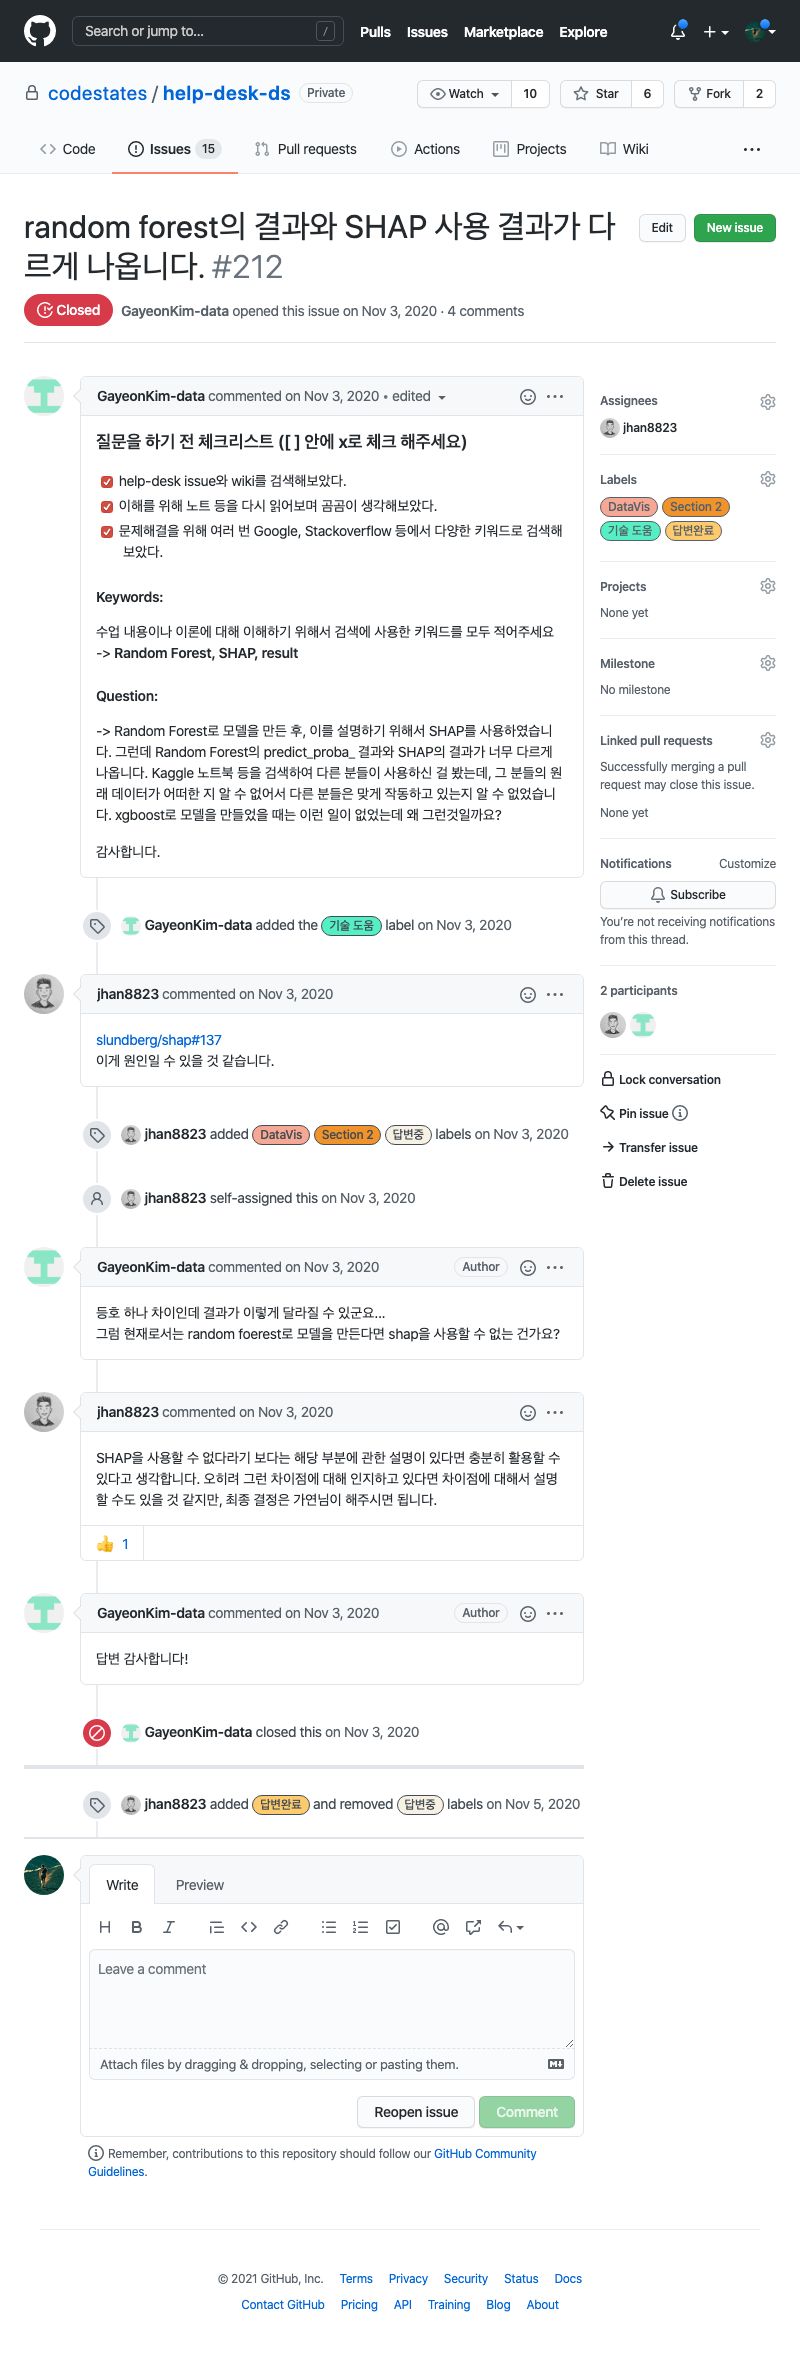 Search or jump to...
/
Pulls Issues Marketplace Explore
codestates / help-desk-ds Private
Watch 10
Star 6
Fork 2
Code
Issues 15
Pull requests
Actions
Projects
Wiki
random forest의 결과와 SHAP 사용 결과가 다
르게 나옵니다. #212
Edit
New issue
Closed
GayeonKim-data opened this issue on Nov 3, 2020 · 4 comments
GayeonKim-data commented on Nov 3, 2020 • edited
질문을 하기 전 체크리스트 ([ ] 안에 x로 체크 해주세요)
help-desk issue와 wiki를 검색해보았다.
이해를 위해 노트 등을 다시 읽어보며 곰곰이 생각해보았다.
문제해결을 위해 여러 번 Google, Stackoverflow 등에서 다양한 키워드로 검색해
보았다.
Keywords:
수업 내용이나 이론에 대해 이해하기 위해서 검색에 사용한 키워드를 모두 적어주세요
-> Random Forest, SHAP, result
Question:
-> Random Forest로 모델을 만든 후, 이를 설명하기 위해서 SHAP를 사용하였습니
다. 그런데 Random Forest의 predict_proba_ 결과와 SHAP의 결과가 너무 다르게
나옵니다. Kaggle 노트북 등을 검색하여 다른 분들이 사용하신 걸 봤는데, 그 분들의 원
래 데이터가 어떠한 지 알 수 없어서 다른 분들은 맞게 작동하고 있는지 알 수 없었습니
다. xgboost로 모델을 만들었을 때는 이런 일이 없었는데 왜 그런것일까요?
감사합니다.
GayeonKim-data added the 기술 도움 label on Nov 3, 2020
jhan8823 commented on Nov 3, 2020
slundberg/shap#137
이게 원인일 수 있을 것 같습니다.
jhan8823 added DataVis Section 2 답변중 labels on Nov 3, 2020
jhan8823 self-assigned this on Nov 3, 2020
GayeonKim-data commented on Nov 3, 2020
Author
등호 하나 차이인데 결과가 이렇게 달라질 수 있군요...
그럼 현재로서는 random foerest로 모델을 만든다면 shap을 사용할 수 없는 건가요?
jhan8823 commented on Nov 3, 2020
SHAP을 사용할 수 없다라기 보다는 해당 부분에 관한 설명이 있다면 충분히 활용할 수
있다고 생각합니다. 오히려 그런 차이점에 대해 인지하고 있다면 차이점에 대해서 설명
할 수도 있을 것 같지만, 최종 결정은 가연님이 해주시면 됩니다.
1
GayeonKim-data commented on Nov 3, 2020
Author
답변 감사합니다!
GayeonKim-data closed this on Nov 3, 2020
jhan8823 added 답변완료 and removed 답변중 labels on Nov 5, 2020
Write Preview
H B I
Leave a comment
Attach files by dragging & dropping, selecting or pasting them.
Reopen issue
Comment
Remember, contributions to this repository should follow our GitHub Community
Guidelines.
Assignees
jhan8823
Labels
DataVis Section 2
기술 도움 답변완료
Projects
None yet
Milestone
No milestone
Linked pull requests
Successfully merging a pull
request may close this issue.
None yet
Notifications Customize
Subscribe
You're not receiving notifications
from this thread.
2 participants
Lock conversation
Pin issue
Transfer issue
Delete issue
© 2021 GitHub, Inc. Terms Privacy Security Status Docs
Contact GitHub Pricing API Training Blog About